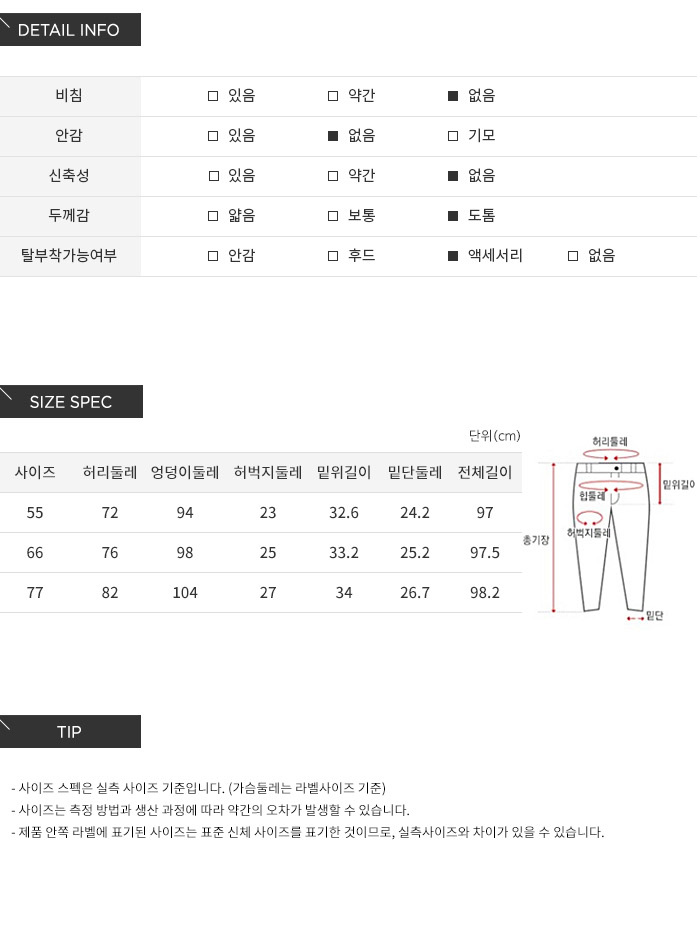 DETAIL INFO
비침 □ 있음 □ 약간 ■ 없음
안감 □ 있음 ■ 없음 □ 기모
신축성 □ 있음 □ 약간 ■ 없음
두께감 □ 얇음 □ 보통 ■ 도톰
탈부착가능여부 □ 안감 □ 후드 ■ 액세서리 □ 없음
SIZE SPEC
단위(cm)
사이즈 허리둘레 엉덩이둘레 허벅지둘레 밑위길이 밑단둘레 전체길이
55 72 94 23 32.6 24.2 97
66 76 98 25 33.2 25.2 97.5
77 82 104 27 34 26.7 98.2
허리둘레
밑위길이
힙둘레
허벅지둘레
총기장
밑단
TIP
- 사이즈 스펙은 실측 사이즈 기준입니다. (가슴둘레는 라벨사이즈 기준)
- 사이즈는 측정 방법과 생산 과정에 따라 약간의 오차가 발생할 수 있습니다.
- 제품 안쪽 라벨에 표기된 사이즈는 표준 신체 사이즈를 표기한 것이므로, 실측사이즈와 차이가 있을 수 있습니다.